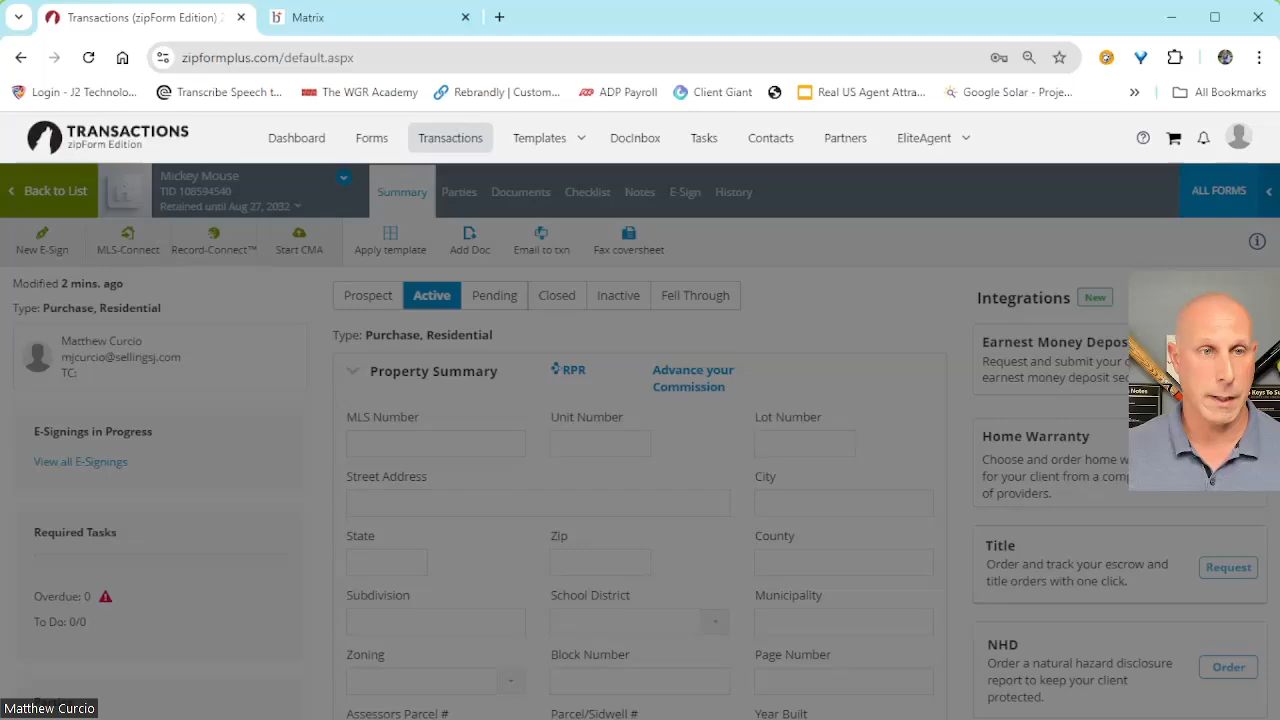 Transactions (zipForm Edition)
Matrix
zipformplus.com/default.aspx
Login - J2 Technolo...
Transcribe Speech t...
The WGR Academy
Rebrandly | Custom...
ADP Payroll
Client Giant
Real US Agent Attra...
Google Solar - Proje...
All Bookmarks
TRANSACTIONS
zipForm Edition
Dashboard
Forms
Transactions
Templates
DocInbox
Tasks
Contacts
Partners
EliteAgent
Back to List
Mickey Mouse
TID 108594540
Retained until Aug 27, 2032
Summary
Parties
Documents
Checklist
Notes
E-Sign
History
ALL FORMS
New E-Sign
MLS-Connect
Record-Connect™
Start CMA
Apply template
Add Doc
Email to txn
Fax coversheet
Modified 2 mins. ago
Type: Purchase, Residential
Matthew Curcio
mjcurcio@sellingsj.com
TC:
E-Signings in Progress
View all E-Signings
Required Tasks
Overdue: 0
To Do: 0/0
Prospect
Active
Pending
Closed
Inactive
Fell Through
Type: Purchase, Residential
Property Summary
RPR
Advance your
Commission
MLS Number
Unit Number
Lot Number
Street Address
City
State
Zip
County
Subdivision
School District
Municipality
Zoning
Block Number
Page Number
Assessors Parcel #
Parcel/Sidwell #
Year Built
Integrations
New
Earnest Money Depos
Request and submit your
earnest money deposit sec
Home Warranty
Choose and order home w
for your client from a comp
of providers.
Title
Order and track your escrow and
title orders with one click.
Request
NHD
Order a natural hazard disclosure
report to keep your client
protected.
Order
Notes
Keys To Su
Matthew Curcio